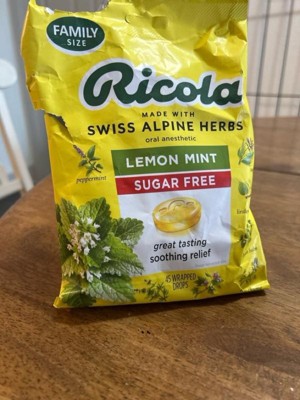 FAMILY
SIZE
Ricola
MADE WITH
SWISS ALPINE HERBS
oral anesthetic
LEMON MINT
SUGAR FREE
peppermint
great tasting
soothing relief
45 WRAPPED
DROPS